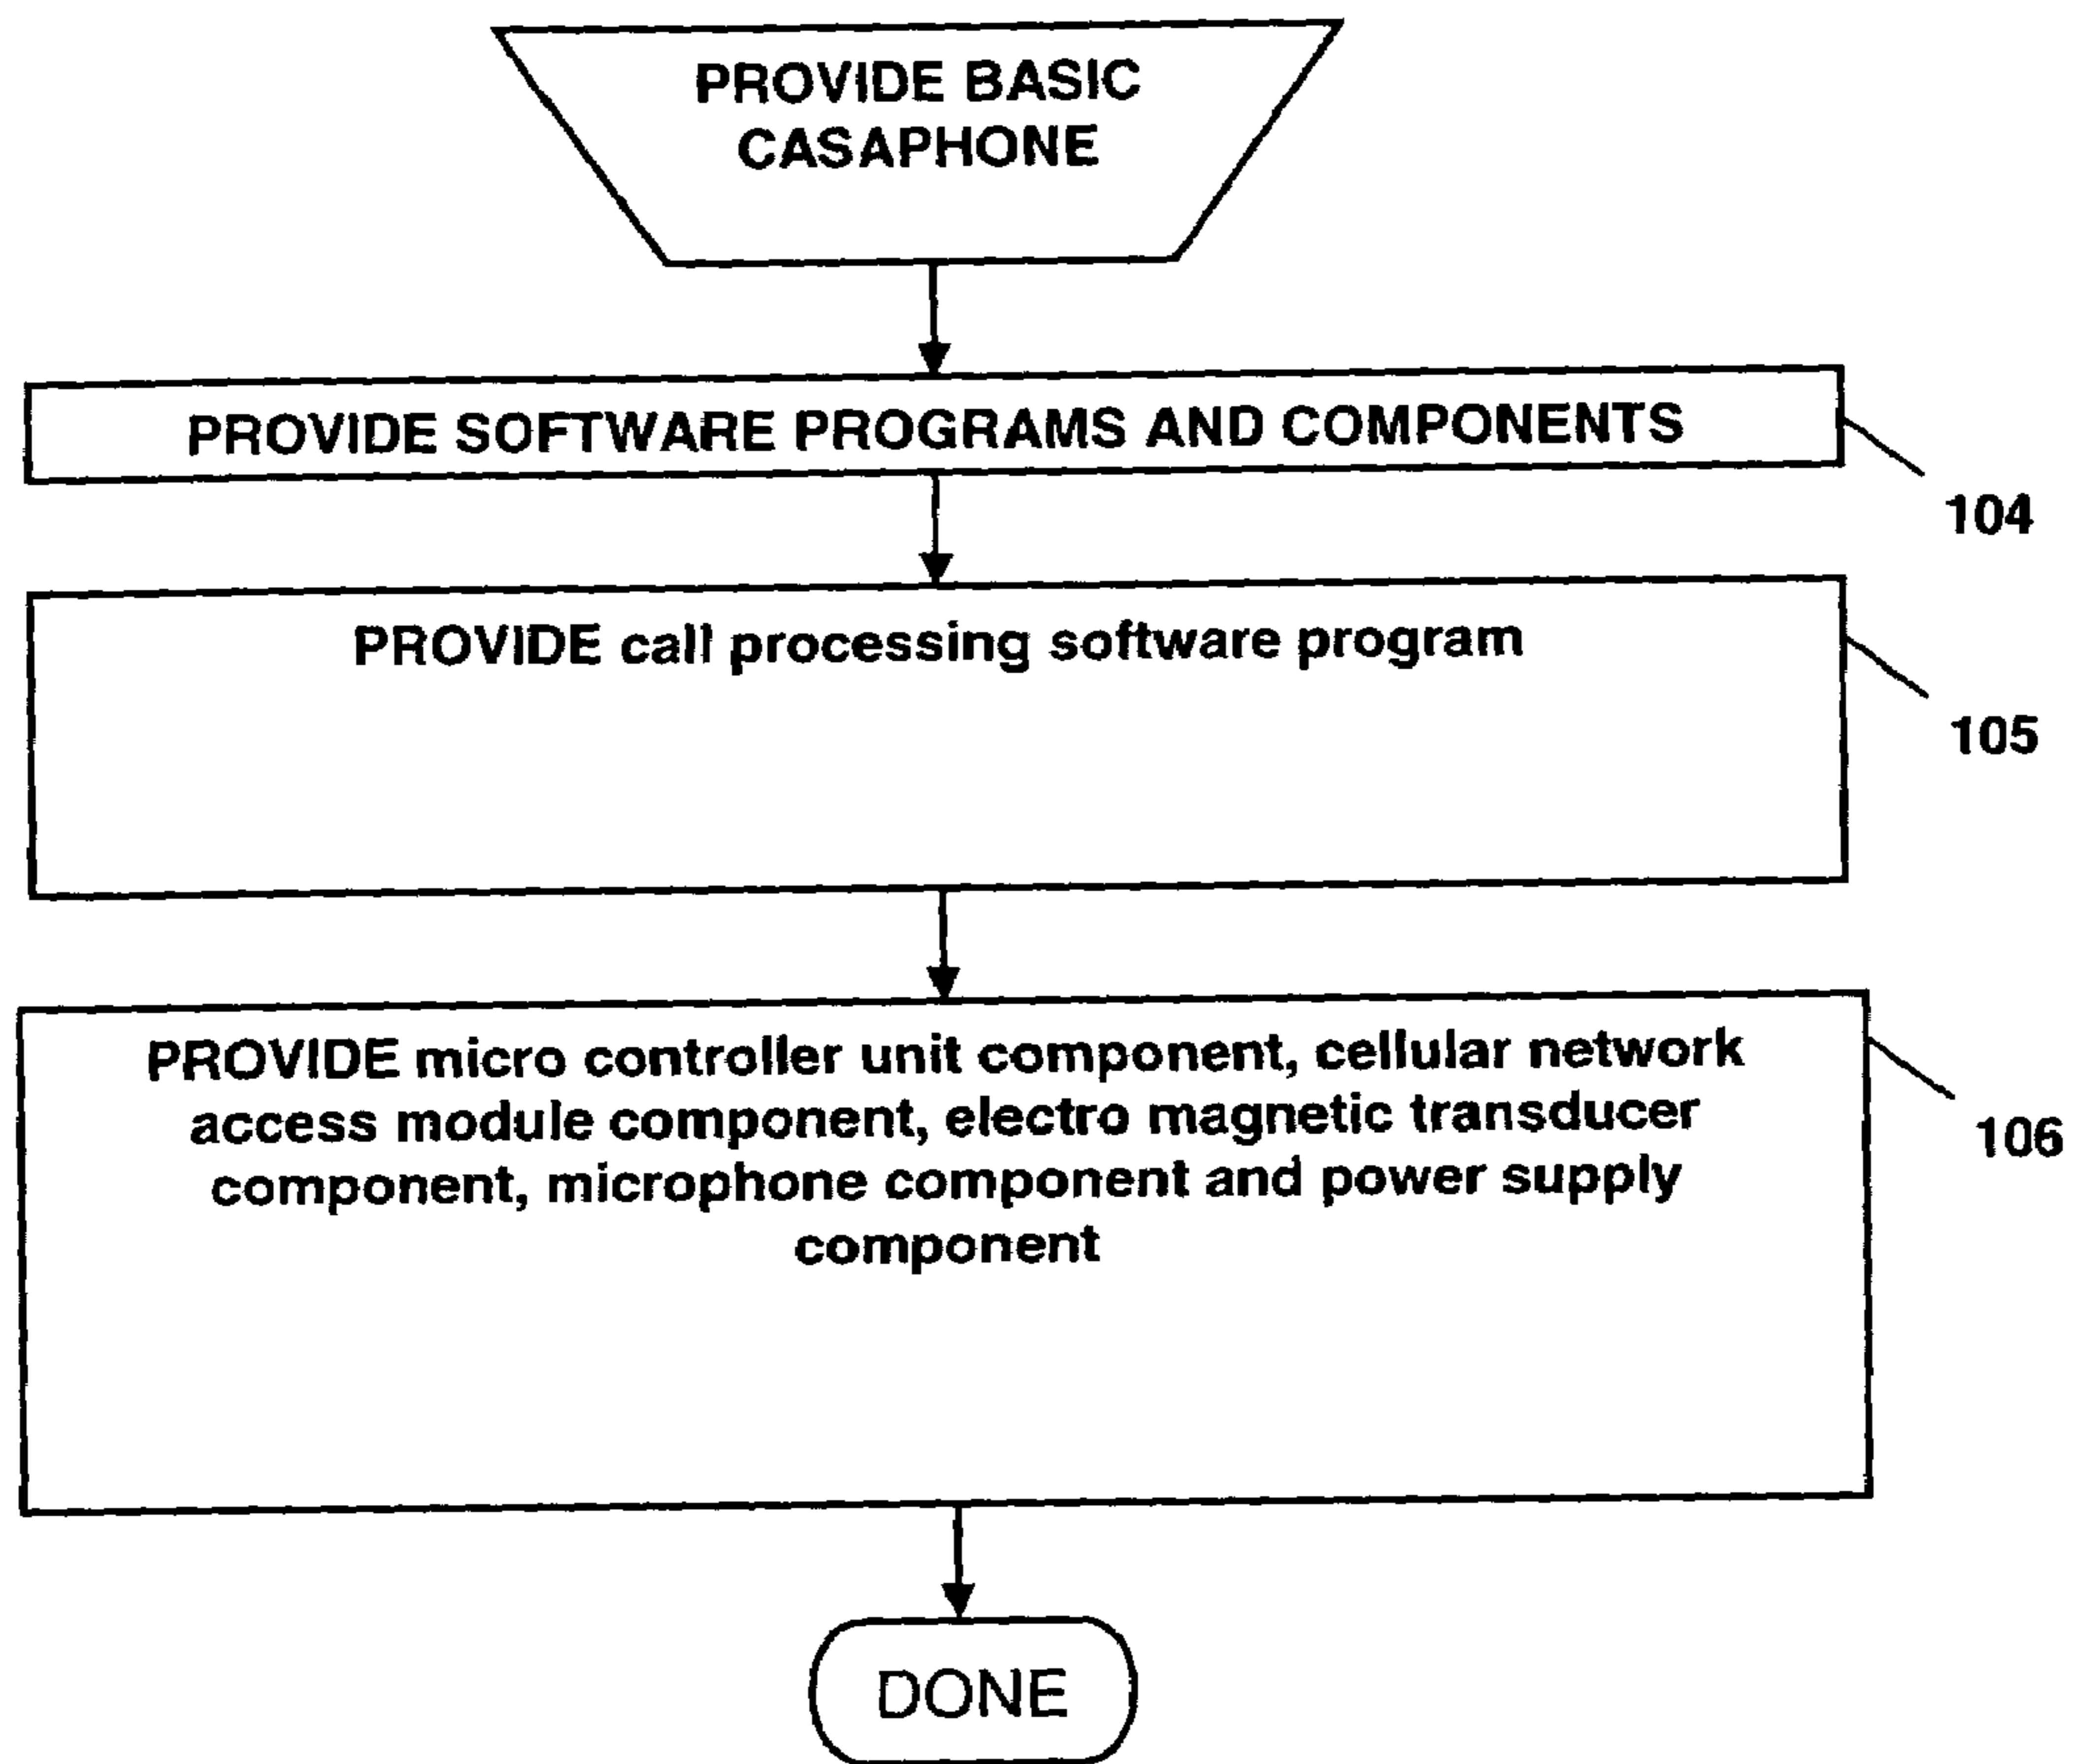 PROVIDE BASIC
CASAPHONE
PROVIDE SOFTWARE PROGRAMS AND COMPONENTS
104
PROVIDE call processing software program
105
PROVIDE micro controller unit component, cellular network
access module component, electro magnetic transducer
component, microphone component and power supply
component
106
DONE